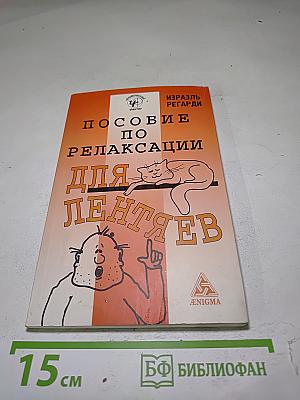 ИЗРАЭЛЬ
РЕГАРДИ
ПОСОБИЕ
ПО
РЕЛАКСАЦИИ
ДЛЯ
ЛЕНТЯЕВ
ÆNIGMA
15 см
БФ БИБЛИОФАН